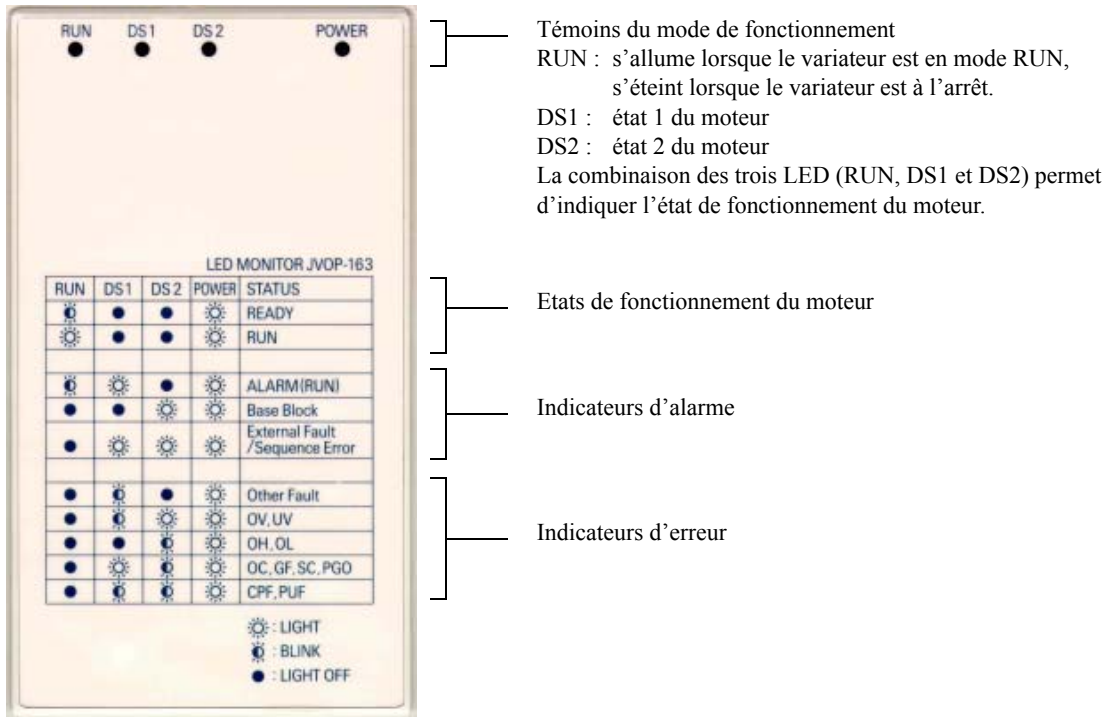 RUN DS1 DS2 POWER
Témoins du mode de fonctionnement
RUN : s’allume lorsque le variateur est en mode RUN,
s’éteint lorsque le variateur est à l’arrêt.
DS1 : état 1 du moteur
DS2 : état 2 du moteur
La combinaison des trois LED (RUN, DS1 et DS2) permet
d’indiquer l’état de fonctionnement du moteur.
LED MONITOR JVOP-163
RUN DS1 DS2 POWER STATUS
READY
RUN
Etats de fonctionnement du moteur
ALARM(RUN)
Base Block
External Fault
/Sequence Error
Indicateurs d’alarme
Other Fault
OV,UV
OH,OL
OC,GF,SC,PGO
CPF,PUF
Indicateurs d’erreur
: LIGHT
: BLINK
: LIGHT OFF